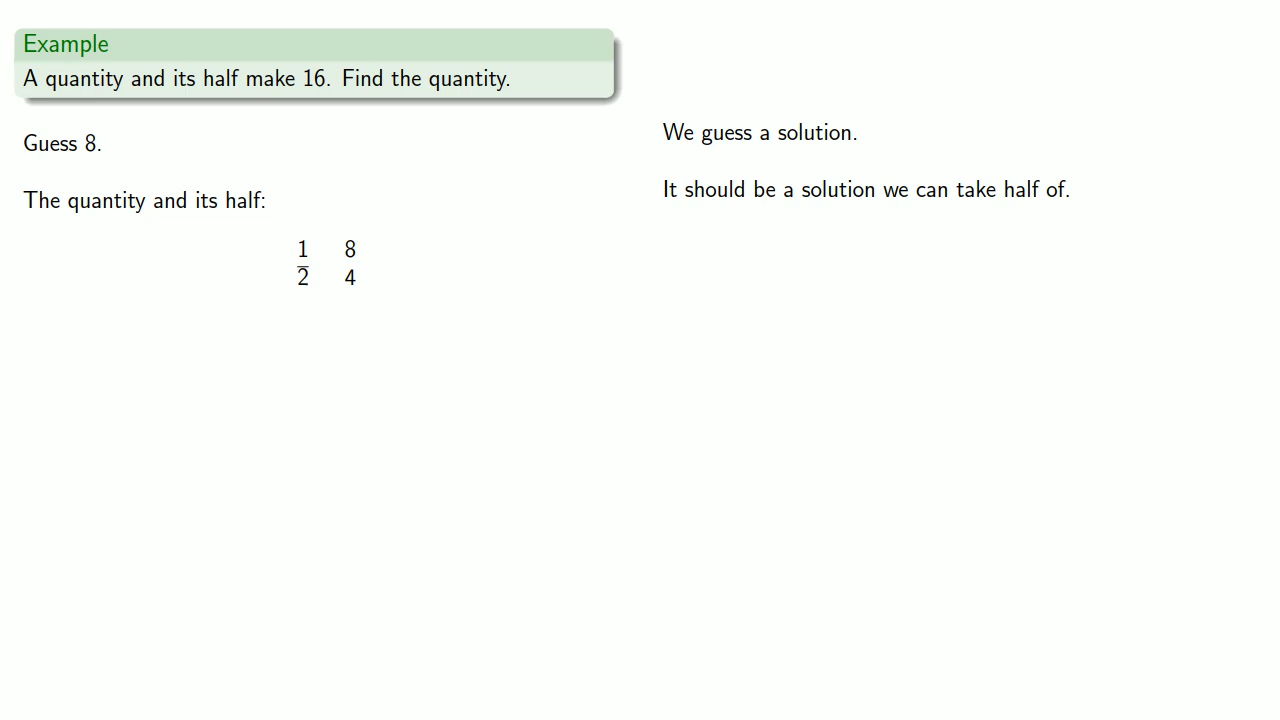 Example
A quantity and its half make 16. Find the quantity.
Guess 8.
The quantity and its half:
1 8
2̅ 4
We guess a solution.
It should be a solution we can take half of.